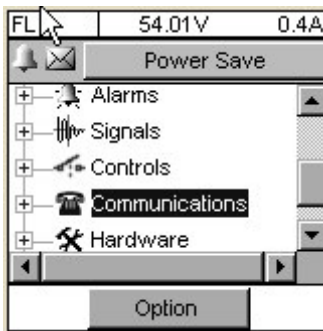 FL 54.01V 0.4A
Power Save
Alarms
Signals
Controls
Communications
Hardware
Option